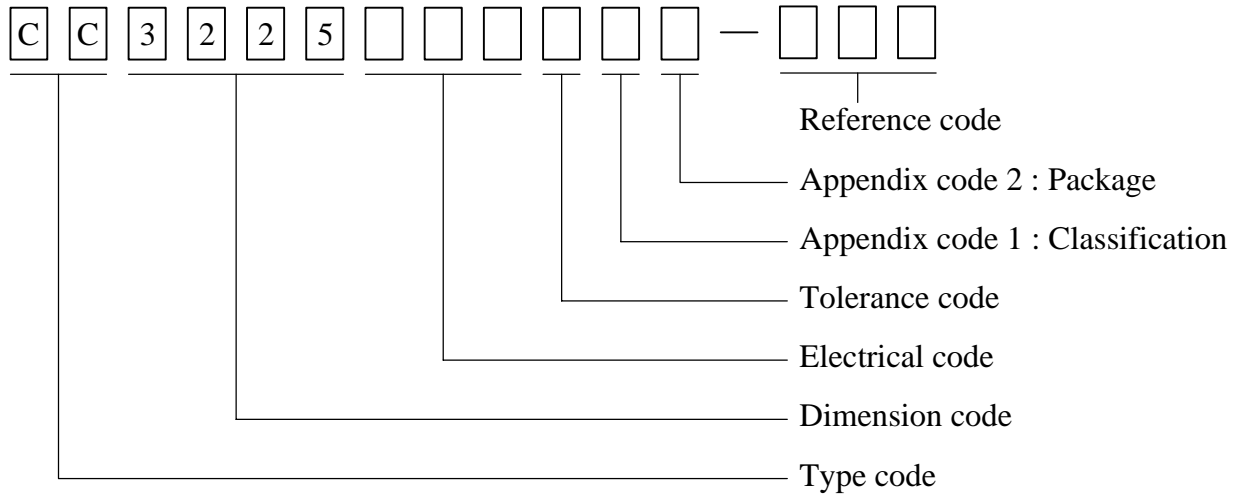 C C 3 2 2 5 —
Reference code
Appendix code 2 : Package
Appendix code 1 : Classification
Tolerance code
Electrical code
Dimension code
Type code